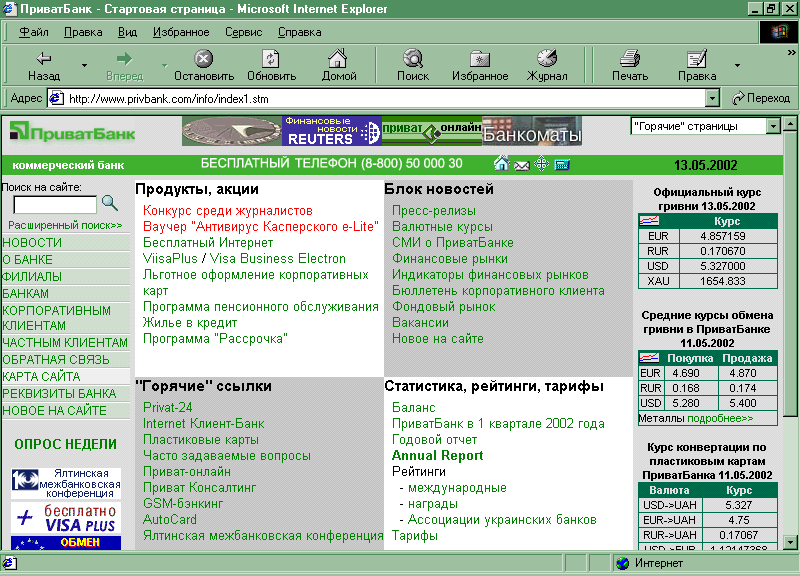 ПриватБанк - Стартовая страница - Microsoft Internet Explorer
Файл Правка Вид Избранное Сервис Справка
Назад Вперед Остановить Обновить Домой Поиск Избранное Журнал Печать Правка
Адрес http://www.privbank.com/info/index1.stm Переход
ПриватБанк
Финансовые
новости
REUTERS
приват онлайн
Банкоматы
"Горячие" страницы
коммерческий банк
БЕСПЛАТНЫЙ ТЕЛЕФОН (8-800) 50 000 30
13.05.2002
Поиск на сайте:
Расширенный поиск>>
НОВОСТИ
О БАНКЕ
ФИЛИАЛЫ
БАНКАМ
КОРПОРАТИВНЫМ
КЛИЕНТАМ
ЧАСТНЫМ КЛИЕНТАМ
ОБРАТНАЯ СВЯЗЬ
КАРТА САЙТА
РЕКВИЗИТЫ БАНКА
НОВОЕ НА САЙТЕ
ОПРОС НЕДЕЛИ
Ялтинская
межбанковская
конференция
+ бесплатно
VISA PLUS
ОБМЕН
Продукты, акции
Конкурс среди журналистов
Ваучер "Антивирус Касперского e-Lite"
Бесплатный Интернет
ViisaPlus / Visa Business Electron
Льготное оформление корпоративных
карт
Программа пенсионного обслуживания
Жилье в кредит
Программа "Рассрочка"
Блок новостей
Пресс-релизы
Валютные курсы
СМИ о ПриватБанке
Финансовые рынки
Индикаторы финансовых рынков
Бюллетень корпоративного клиента
Фондовый рынок
Вакансии
Новое на сайте
"Горячие" ссылки
Privat-24
Internet Клиент-Банк
Пластиковые карты
Часто задаваемые вопросы
Приват-онлайн
Приват Консалтинг
GSM-бэнкинг
AutoCard
Ялтинская межбанковская конференция
Статистика, рейтинги, тарифы
Баланс
ПриватБанк в 1 квартале 2002 года
Годовой отчет
Annual Report
Рейтинги
- международные
- награды
- Ассоциации украинских банков
Тарифы
Официальный курс
гривни 13.05.2002
Курс
EUR 4.857159
RUR 0.170670
USD 5.327000
XAU 1654.833
Средние курсы обмена
гривни в ПриватБанке
11.05.2002
Покупка Продажа
EUR 4.690 4.870
RUR 0.168 0.174
USD 5.280 5.400
Металлы подробнее>>
Курс конвертации по
пластиковым картам
ПриватБанка 11.05.2002
Валюта Курс
USD->UAH 5.327
EUR->UAH 4.75
RUR->UAH 0.17067
USD->EUR 1.12147368
Интернет